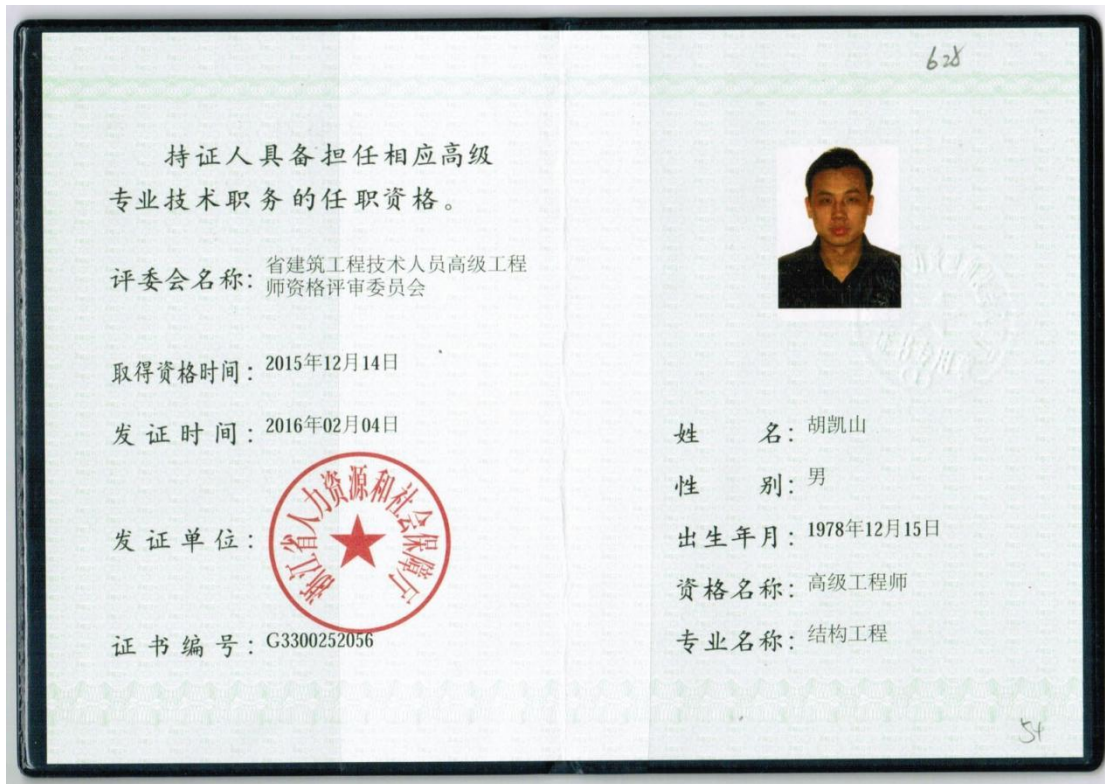 628
持证人具备担任相应高级
专业技术职务的任职资格。
评委会名称：省建筑工程技术人员高级工程
师资格评审委员会
取得资格时间：2015年12月14日
发证时间：2016年02月04日
发证单位：
浙江省人力资源和社会保障厅
证书编号：G3300252056
姓名：胡凯山
性别：男
出生年月：1978年12月15日
资格名称：高级工程师
专业名称：结构工程
54